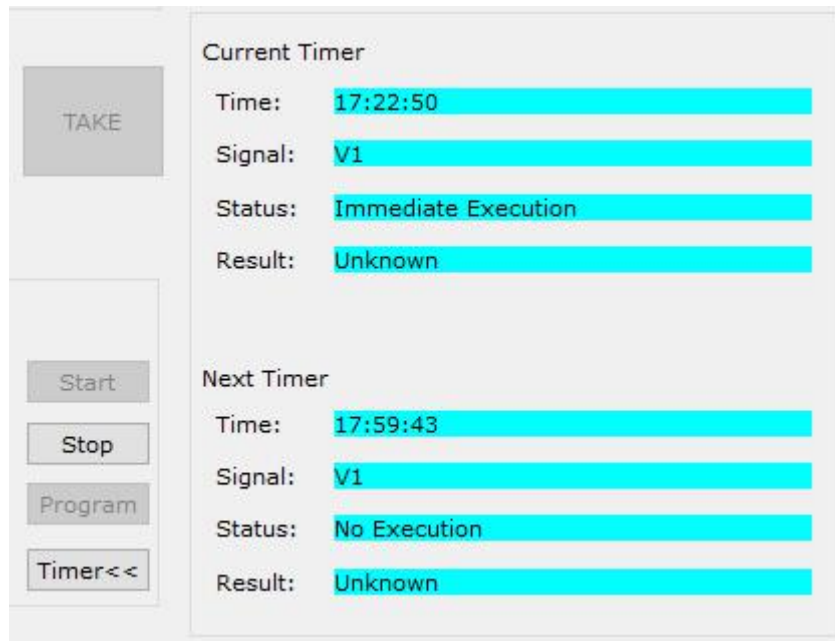 TAKE
Start
Stop
Program
Timer<<
Current Timer
Time: 17:22:50
Signal: V1
Status: Immediate Execution
Result: Unknown
Next Timer
Time: 17:59:43
Signal: V1
Status: No Execution
Result: Unknown